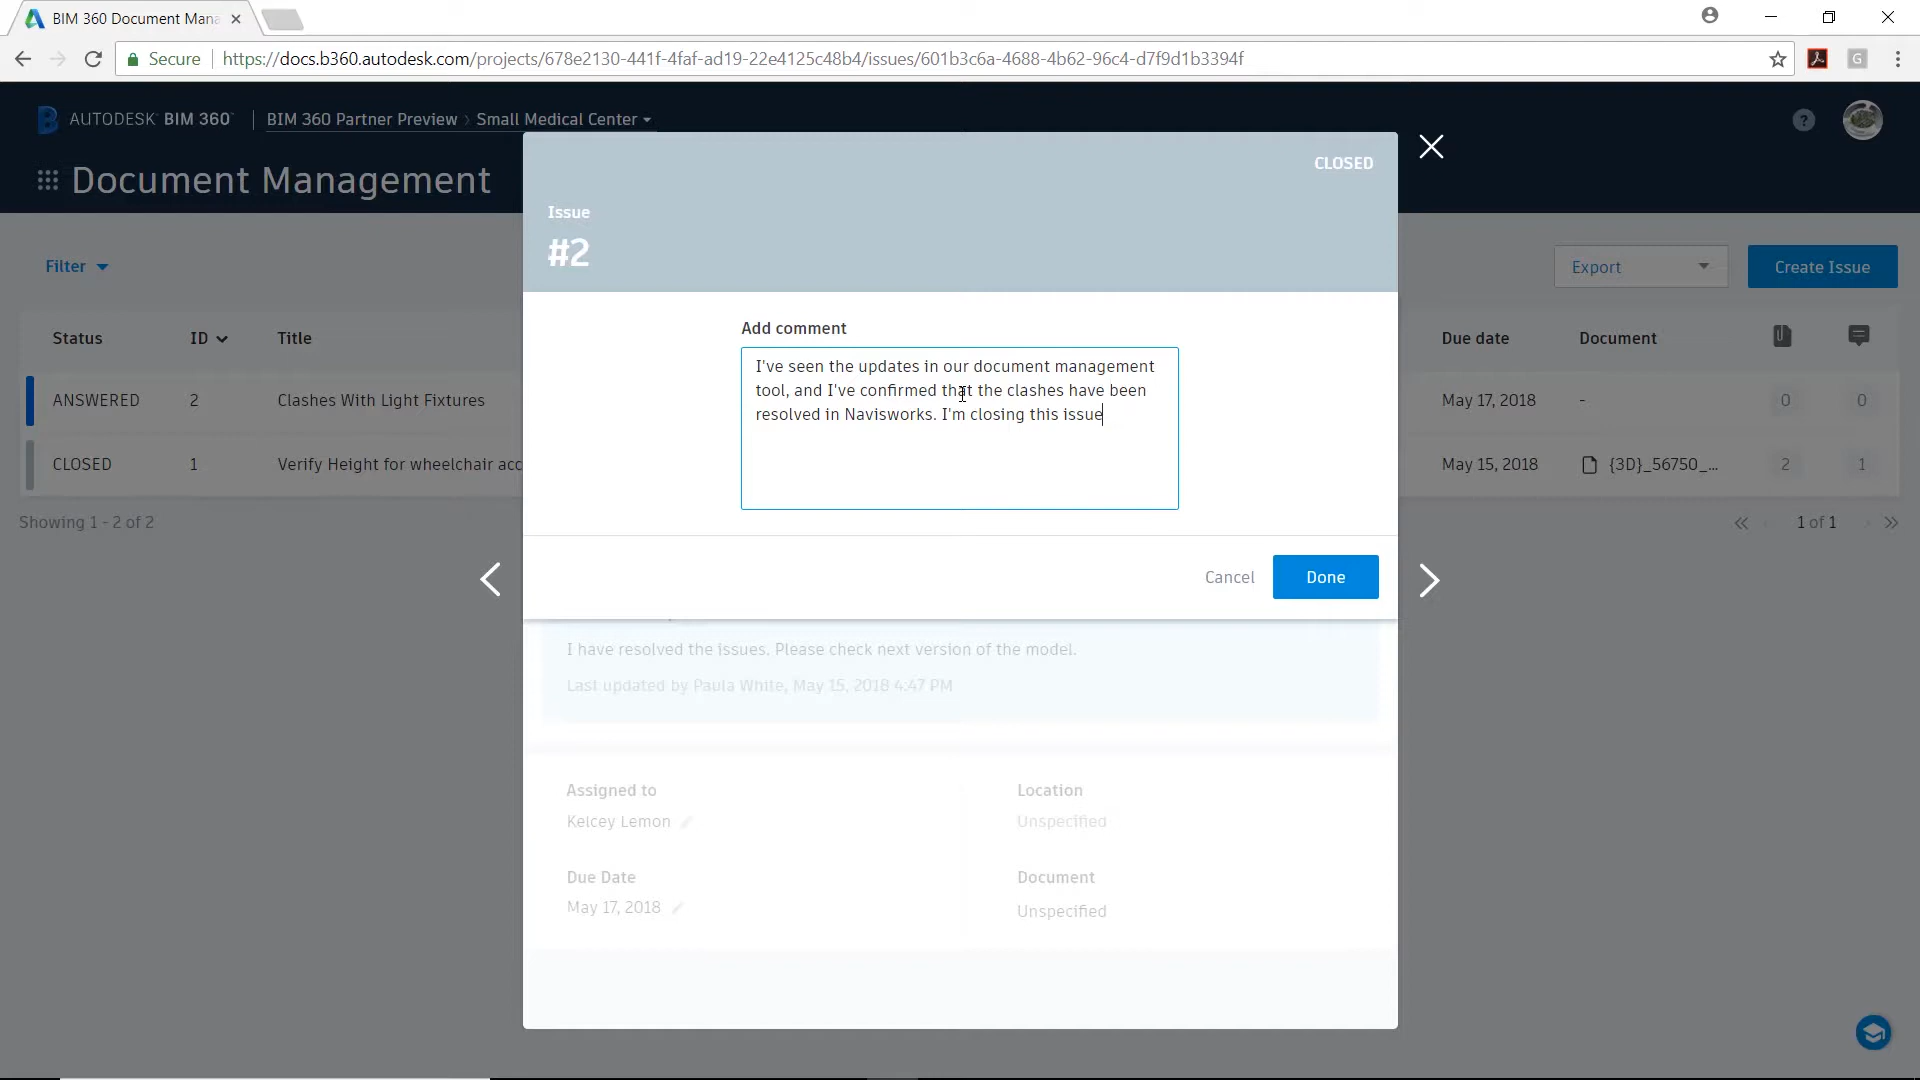 BIM 360 Document Mana
Secure
https://docs.b360.autodesk.com/projects/678e2130-441f-4faf-ad19-22e4125c48b4/issues/601b3c6a-4688-4b62-96c4-d7f9d1b3394f
G
AUTODESK BIM 360
BIM 360 Partner Preview
Small Medical Center
?
Document Management
CLOSED
Issue
#2
Filter
Export
Create Issue
Status
ID
Title
Due date
Document
ANSWERED
2
Clashes With Light Fixtures
May 17, 2018
-
0
0
CLOSED
1
Verify Height for wheelchair acc
May 15, 2018
{3D}_56750_...
2
1
Showing 1 - 2 of 2
1 of 1
Add comment
I've seen the updates in our document management
tool, and I've confirmed that the clashes have been
resolved in Navisworks. I'm closing this issue
Cancel
Done
I have resolved the issues. Please check next version of the model.
Last updated by Paula White, May 15, 2018 4:47 PM
Assigned to
Location
Kelcey Lemon
Unspecified
Due Date
Document
May 17, 2018
Unspecified